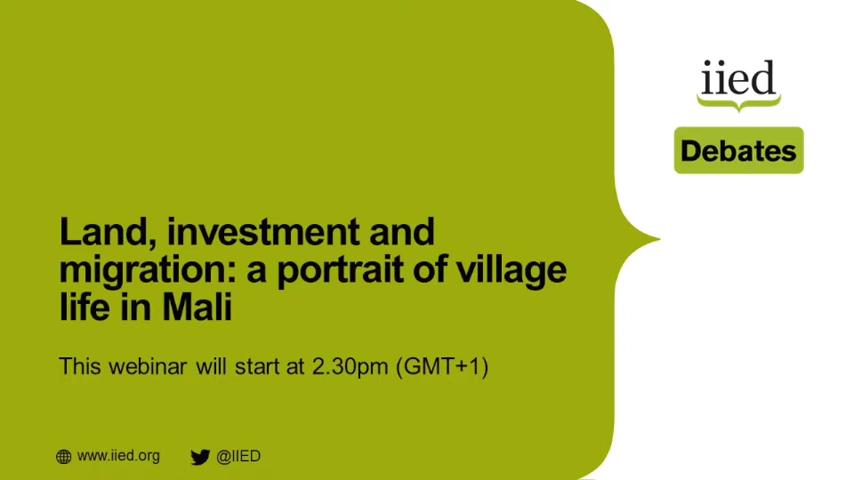 iied
Debates
Land, investment and
migration: a portrait of village
life in Mali
This webinar will start at 2.30pm (GMT+1)
www.iied.org
@IIED